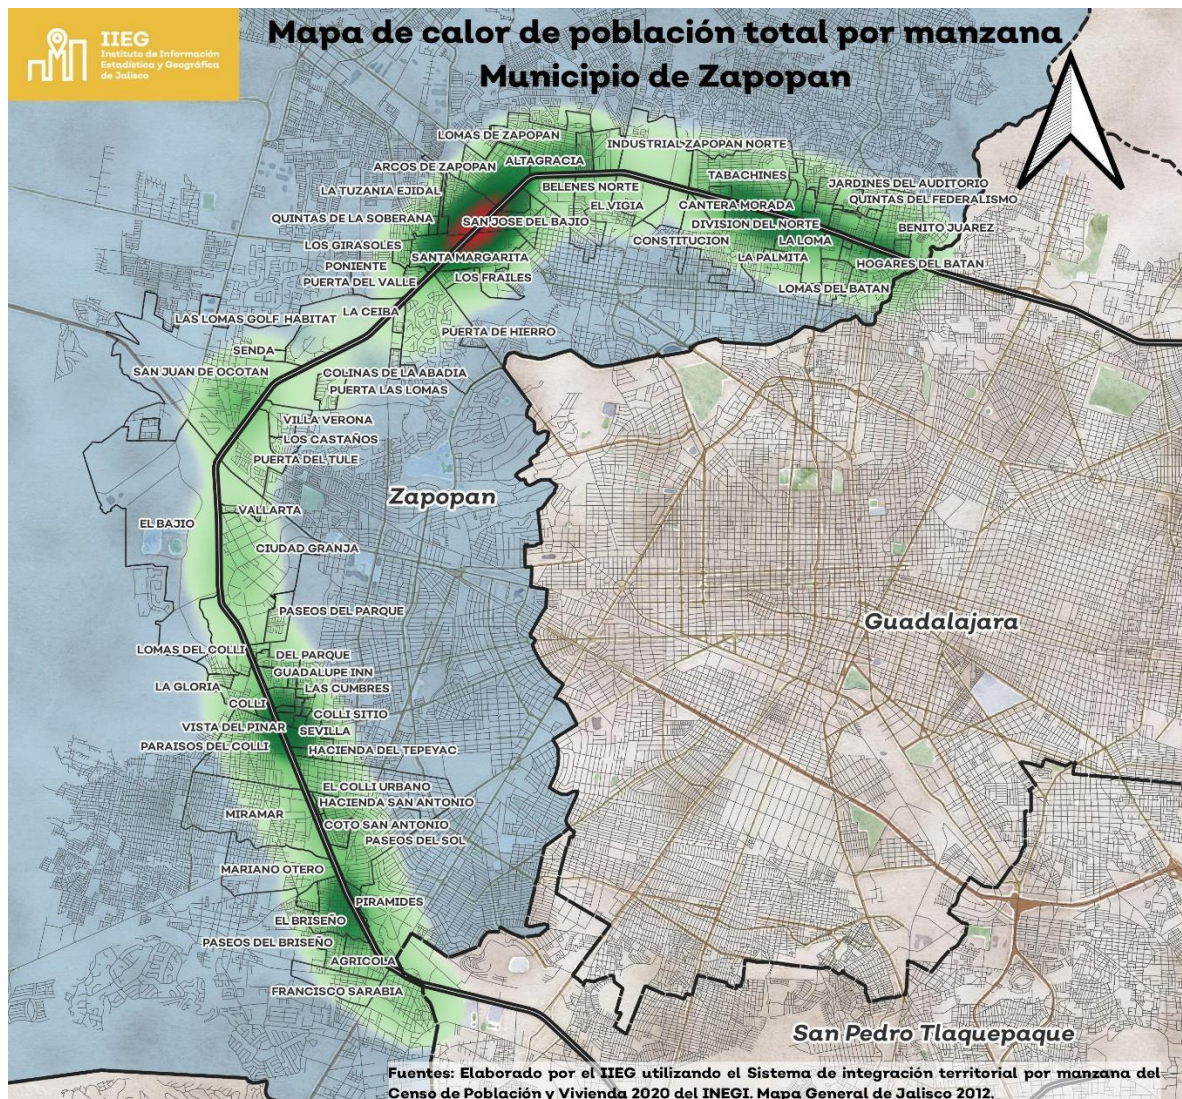 IIEG
Instituto de Información
Estadística y Geográfica
de Jalisco
Mapa de calor de población total por manzana
Municipio de Zapopan
LOMAS DE ZAPOPAN
INDUSTRIAL ZAPOPAN NORTE
ARCOS DE ZAPOPAN
ALTAGRACIA
TABACHINES
LA TUZANIA EJIDAL
BELENES NORTE
JARDINES DEL AUDITORIO
QUINTAS DEL FEDERALISMO
EL VIGIA
CANTERA MORADA
QUINTAS DE LA SOBERANA
SAN JOSE DEL BAJIO
DIVISION DEL NORTE
BENITO JUAREZ
LOS GIRASOLES
CONSTITUCION
LA LOMA
SANTA MARGARITA
LA PALMITA
PONIENTE
HOGARES DEL BATAN
PUERTA DEL VALLE
LOS FRAILES
LOMAS DEL BATAN
LAS LOMAS GOLF HABITAT
LA CEIBA
PUERTA DE HIERRO
SENDA
SAN JUAN DE OCOTAN
COLINAS DE LA ABADIA
PUERTA LAS LOMAS
VILLA VERONA
LOS CASTAÑOS
PUERTA DEL TULE
Zapopan
VALLARTA
EL BAJIO
CIUDAD GRANJA
PASEOS DEL PARQUE
Guadalajara
LOMAS DEL COLLI
DEL PARQUE
GUADALUPE INN
LA GLORIA
LAS CUMBRES
COLLI
COLLI SITIO
VISTA DEL PINAR
SEVILLA
PARAISOS DEL COLLI
HACIENDA DEL TEPEYAC
EL COLLI URBANO
HACIENDA SAN ANTONIO
MIRAMAR
COTO SAN ANTONIO
PASEOS DEL SOL
MARIANO OTERO
PIRAMIDES
EL BRISEÑO
PASEOS DEL BRISEÑO
AGRICOLA
FRANCISCO SARABIA
San Pedro Tlaquepaque
Fuentes: Elaborado por el IIEG utilizando el Sistema de integración territorial por manzana del
Censo de Población y Vivienda 2020 del INEGI. Mapa General de Jalisco 2012.